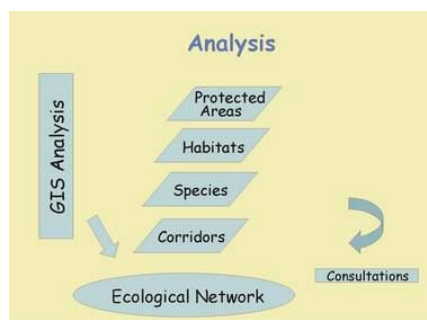 Analysis
GIS Analysis
Protected
Areas
Habitats
Species
Corridors
Consultations
Ecological Network